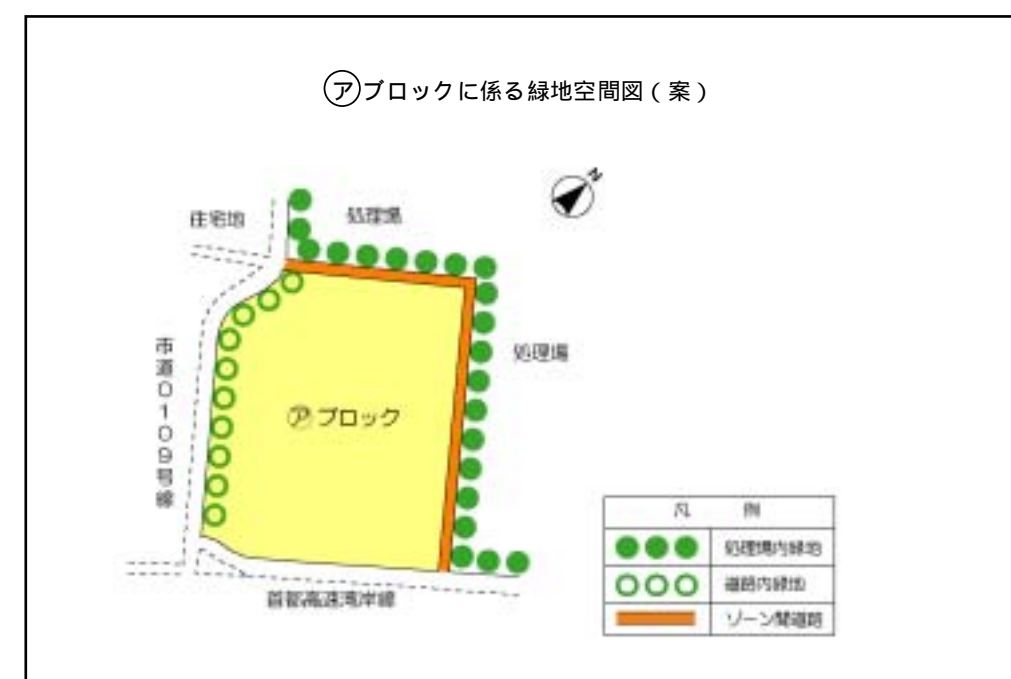 ㋐ブロックに係る緑地空間図（案）
N
住宅地
処理場
処理場
市道０１０９号線
㋐ブロック
首都高速湾岸線
凡 例
処理場内緑地
道路内緑地
ゾーン間道路